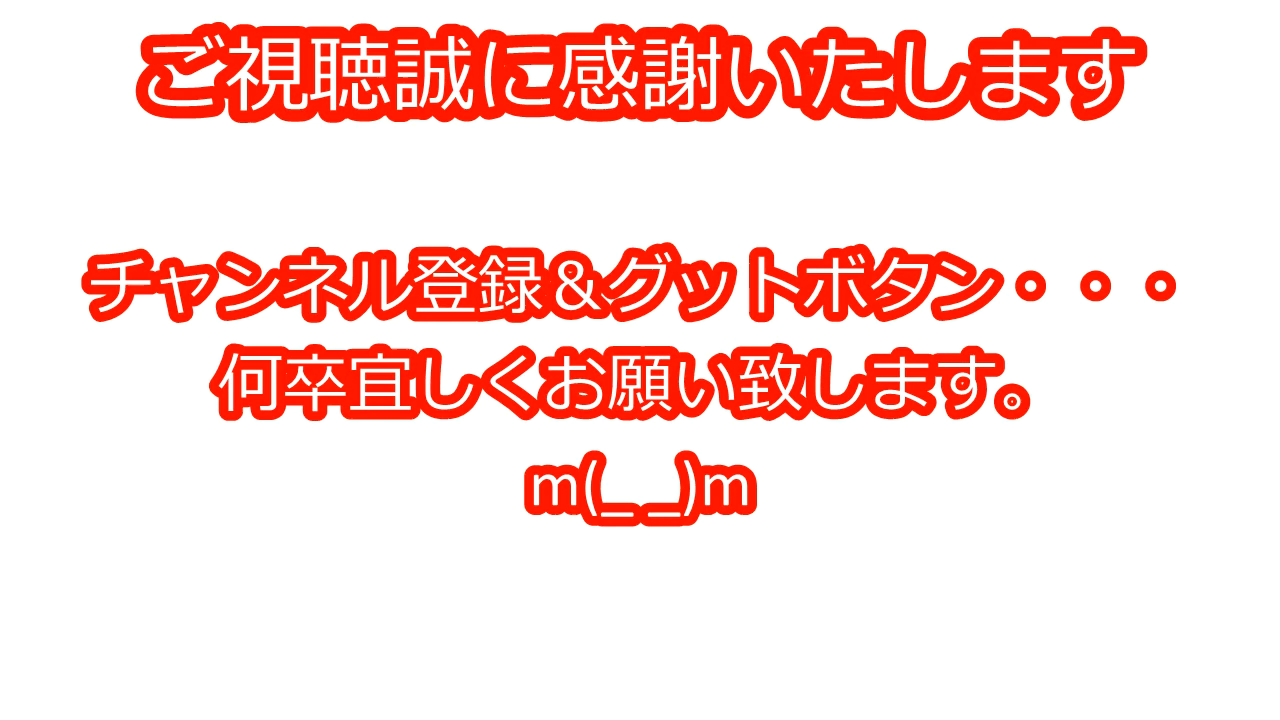 ご視聴誠に感謝いたします
チャンネル登録＆グットボタン・・・
何卒宜しくお願い致します。
m(_ _)m